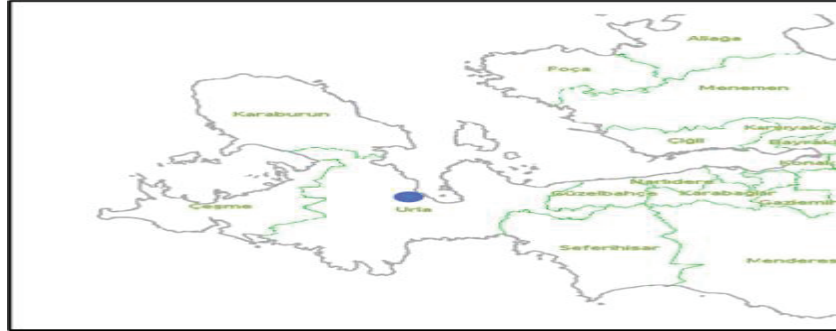 Aliağa
Foça
Menemen
Karaburun
Karşıyaka
Çiğli
Bayraklı
Konak
Narlıdere
Güzelbahçe
Karabağlar
Gaziemir
Çeşme
Urla
Seferihisar
Menderes